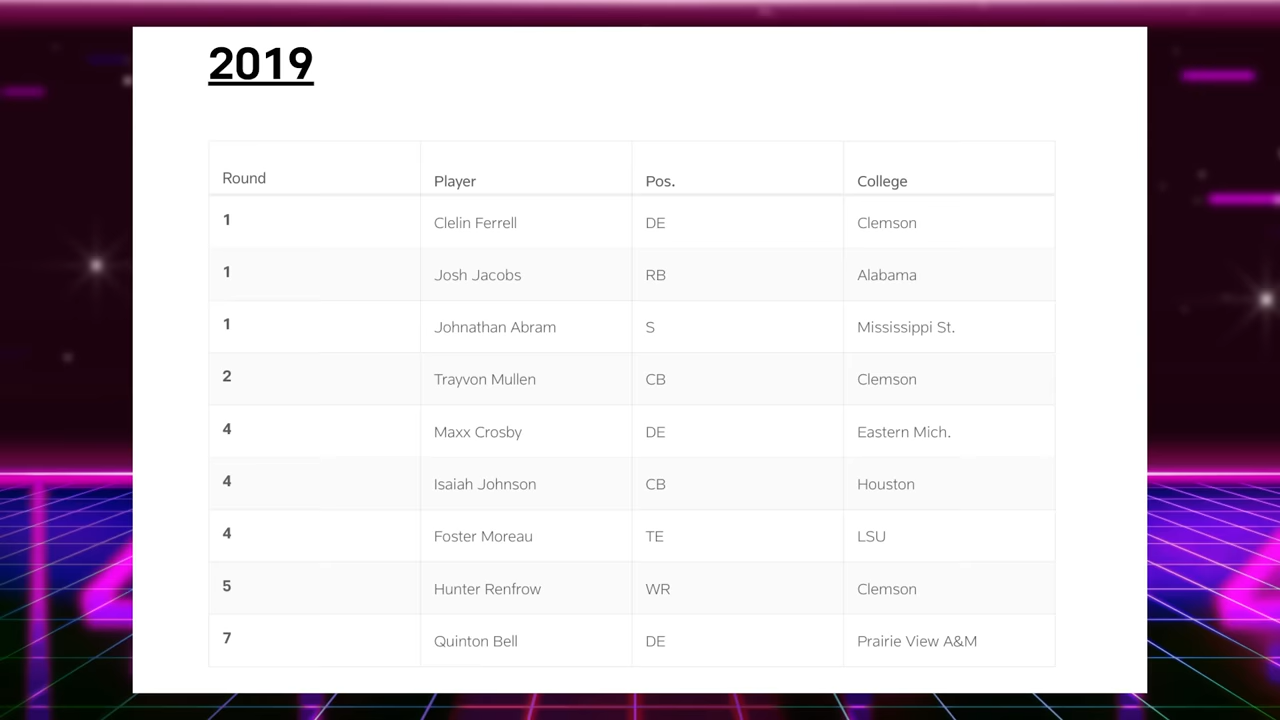 2019
Round Player Pos. College
1 Clelin Ferrell DE Clemson
1 Josh Jacobs RB Alabama
1 Johnathan Abram S Mississippi St.
2 Trayvon Mullen CB Clemson
4 Maxx Crosby DE Eastern Mich.
4 Isaiah Johnson CB Houston
4 Foster Moreau TE LSU
5 Hunter Renfrow WR Clemson
7 Quinton Bell DE Prairie View A&M